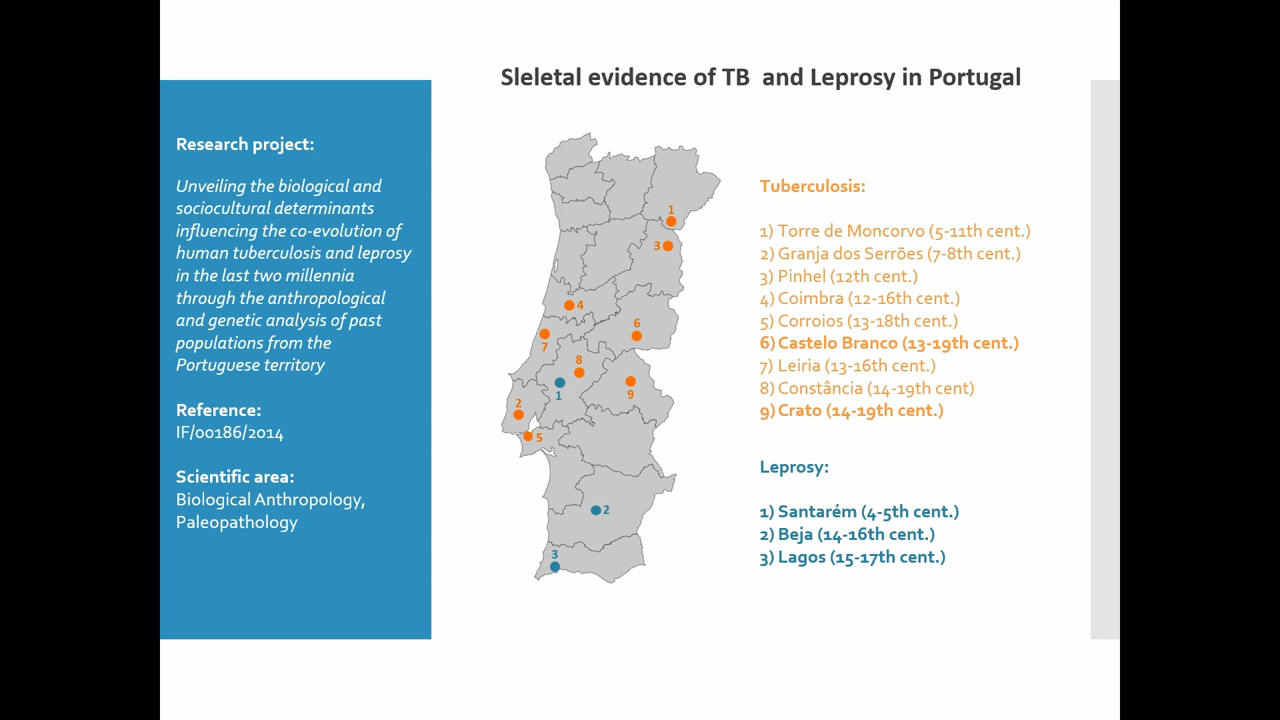 Sleletal evidence of TB  and Leprosy in Portugal
Research project:
Unveiling the biological and
sociocultural determinants
influencing the co-evolution of
human tuberculosis and leprosy
in the last two millennia
through the anthropological
and genetic analysis of past
populations from the
Portuguese territory
Reference:
IF/00186/2014
Scientific area:
Biological Anthropology,
Paleopathology
1
3
4
6
7
8
1
9
2
5
2
3
Tuberculosis:
1) Torre de Moncorvo (5-11th cent.)
2) Granja dos Serrões (7-8th cent.)
3) Pinhel (12th cent.)
4) Coimbra (12-16th cent.)
5) Corroios (13-18th cent.)
6) Castelo Branco (13-19th cent.)
7) Leiria (13-16th cent.)
8) Constância (14-19th cent)
9) Crato (14-19th cent.)
Leprosy:
1) Santarém (4-5th cent.)
2) Beja (14-16th cent.)
3) Lagos (15-17th cent.)